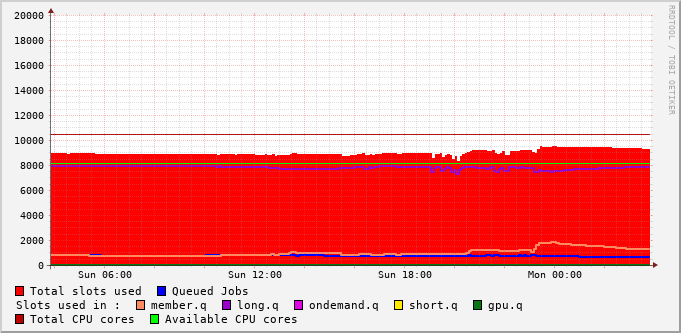 20000
18000
16000
14000
12000
10000
8000
6000
4000
2000
0
Sun 06:00 Sun 12:00 Sun 18:00 Mon 00:00
Total slots used Queued Jobs
Slots used in : member.q long.q ondemand.q short.q gpu.q
Total CPU cores Available CPU cores
RRDTOOL / TOBI OETIKER